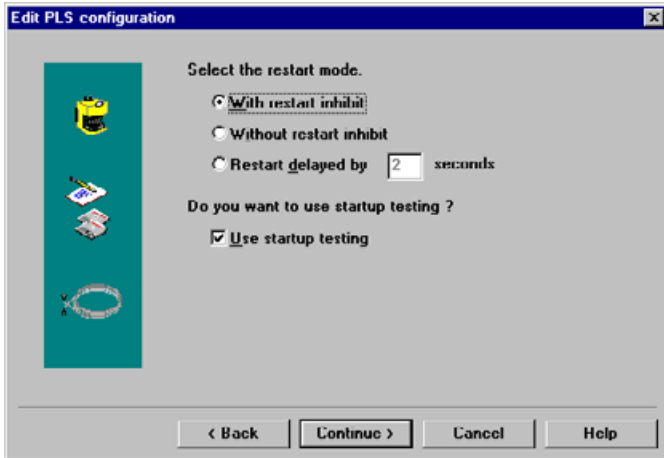 Edit PLS configuration
Select the restart mode.
With restart inhibit
Without restart inhibit
Restart delayed by 2 seconds
Do you want to use startup testing ?
Use startup testing
< Back Continue > Cancel Help